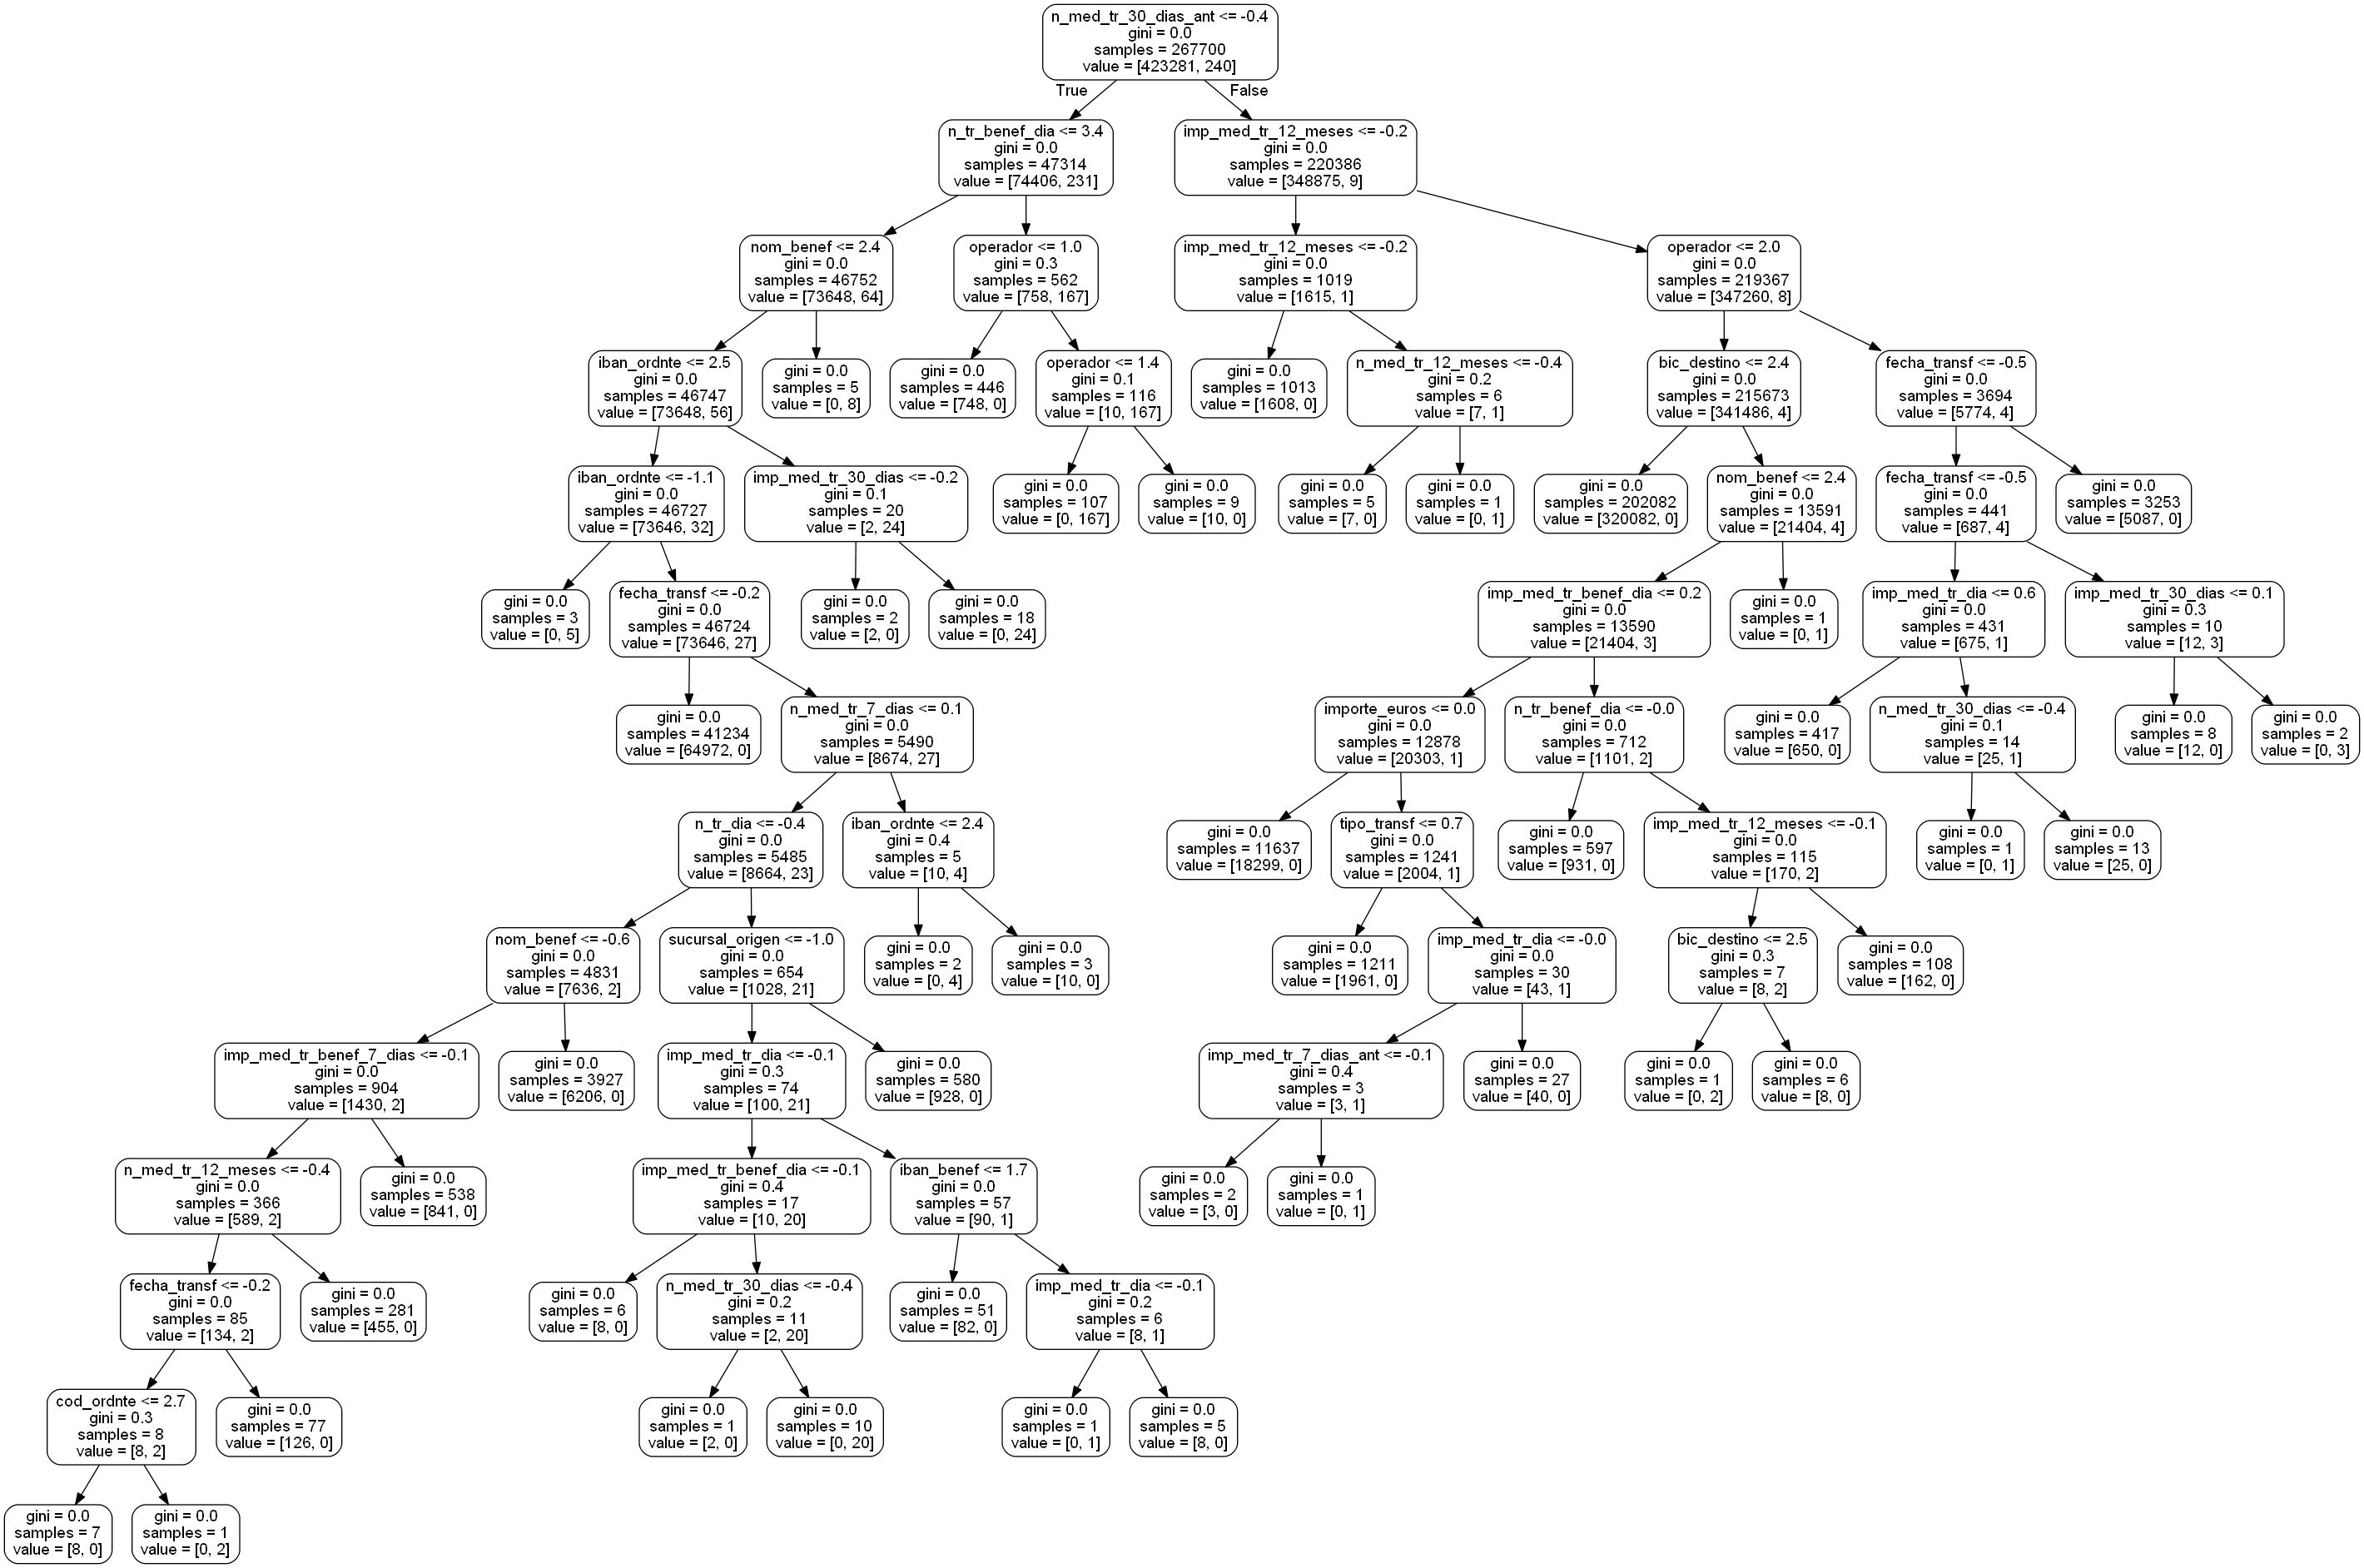 n_med_tr_30_dias_ant <= -0.4
gini = 0.0
samples = 267700
value = [423281, 240]
True
False
n_tr_benef_dia <= 3.4
gini = 0.0
samples = 47314
value = [74406, 231]
imp_med_tr_12_meses <= -0.2
gini = 0.0
samples = 220386
value = [348875, 9]
nom_benef <= 2.4
gini = 0.0
samples = 46752
value = [73648, 64]
operador <= 1.0
gini = 0.3
samples = 562
value = [758, 167]
imp_med_tr_12_meses <= -0.2
gini = 0.0
samples = 1019
value = [1615, 1]
operador <= 2.0
gini = 0.0
samples = 219367
value = [347260, 8]
iban_ordnte <= 2.5
gini = 0.0
samples = 46747
value = [73648, 56]
gini = 0.0
samples = 5
value = [0, 8]
gini = 0.0
samples = 446
value = [748, 0]
operador <= 1.4
gini = 0.1
samples = 116
value = [10, 167]
gini = 0.0
samples = 1013
value = [1608, 0]
n_med_tr_12_meses <= -0.4
gini = 0.2
samples = 6
value = [7, 1]
bic_destino <= 2.4
gini = 0.0
samples = 215673
value = [341486, 4]
fecha_transf <= -0.5
gini = 0.0
samples = 3694
value = [5774, 4]
iban_ordnte <= -1.1
gini = 0.0
samples = 46727
value = [73646, 32]
imp_med_tr_30_dias <= -0.2
gini = 0.1
samples = 20
value = [2, 24]
gini = 0.0
samples = 107
value = [0, 167]
gini = 0.0
samples = 9
value = [10, 0]
gini = 0.0
samples = 5
value = [7, 0]
gini = 0.0
samples = 1
value = [0, 1]
gini = 0.0
samples = 202082
value = [320082, 0]
nom_benef <= 2.4
gini = 0.0
samples = 13591
value = [21404, 4]
fecha_transf <= -0.5
gini = 0.0
samples = 441
value = [687, 4]
gini = 0.0
samples = 3253
value = [5087, 0]
gini = 0.0
samples = 3
value = [0, 5]
fecha_transf <= -0.2
gini = 0.0
samples = 46724
value = [73646, 27]
gini = 0.0
samples = 2
value = [2, 0]
gini = 0.0
samples = 18
value = [0, 24]
imp_med_tr_benef_dia <= 0.2
gini = 0.0
samples = 13590
value = [21404, 3]
gini = 0.0
samples = 1
value = [0, 1]
imp_med_tr_dia <= 0.6
gini = 0.0
samples = 431
value = [675, 1]
imp_med_tr_30_dias <= 0.1
gini = 0.3
samples = 10
value = [12, 3]
gini = 0.0
samples = 41234
value = [64972, 0]
n_med_tr_7_dias <= 0.1
gini = 0.0
samples = 5490
value = [8674, 27]
importe_euros <= 0.0
gini = 0.0
samples = 12878
value = [20303, 1]
n_tr_benef_dia <= -0.0
gini = 0.0
samples = 712
value = [1101, 2]
gini = 0.0
samples = 417
value = [650, 0]
n_med_tr_30_dias <= -0.4
gini = 0.1
samples = 14
value = [25, 1]
gini = 0.0
samples = 8
value = [12, 0]
gini = 0.0
samples = 2
value = [0, 3]
n_tr_dia <= -0.4
gini = 0.0
samples = 5485
value = [8664, 23]
iban_ordnte <= 2.4
gini = 0.4
samples = 5
value = [10, 4]
gini = 0.0
samples = 11637
value = [18299, 0]
tipo_transf <= 0.7
gini = 0.0
samples = 1241
value = [2004, 1]
gini = 0.0
samples = 597
value = [931, 0]
imp_med_tr_12_meses <= -0.1
gini = 0.0
samples = 115
value = [170, 2]
gini = 0.0
samples = 1
value = [0, 1]
gini = 0.0
samples = 13
value = [25, 0]
nom_benef <= -0.6
gini = 0.0
samples = 4831
value = [7636, 2]
sucursal_origen <= -1.0
gini = 0.0
samples = 654
value = [1028, 21]
gini = 0.0
samples = 2
value = [0, 4]
gini = 0.0
samples = 3
value = [10, 0]
gini = 0.0
samples = 1211
value = [1961, 0]
imp_med_tr_dia <= -0.0
gini = 0.0
samples = 30
value = [43, 1]
bic_destino <= 2.5
gini = 0.3
samples = 7
value = [8, 2]
gini = 0.0
samples = 108
value = [162, 0]
imp_med_tr_benef_7_dias <= -0.1
gini = 0.0
samples = 904
value = [1430, 2]
gini = 0.0
samples = 3927
value = [6206, 0]
imp_med_tr_dia <= -0.1
gini = 0.3
samples = 74
value = [100, 21]
gini = 0.0
samples = 580
value = [928, 0]
imp_med_tr_7_dias_ant <= -0.1
gini = 0.4
samples = 3
value = [3, 1]
gini = 0.0
samples = 27
value = [40, 0]
gini = 0.0
samples = 1
value = [0, 2]
gini = 0.0
samples = 6
value = [8, 0]
n_med_tr_12_meses <= -0.4
gini = 0.0
samples = 366
value = [589, 2]
gini = 0.0
samples = 538
value = [841, 0]
imp_med_tr_benef_dia <= -0.1
gini = 0.4
samples = 17
value = [10, 20]
iban_benef <= 1.7
gini = 0.0
samples = 57
value = [90, 1]
gini = 0.0
samples = 2
value = [3, 0]
gini = 0.0
samples = 1
value = [0, 1]
fecha_transf <= -0.2
gini = 0.0
samples = 85
value = [134, 2]
gini = 0.0
samples = 281
value = [455, 0]
gini = 0.0
samples = 6
value = [8, 0]
n_med_tr_30_dias <= -0.4
gini = 0.2
samples = 11
value = [2, 20]
gini = 0.0
samples = 51
value = [82, 0]
imp_med_tr_dia <= -0.1
gini = 0.2
samples = 6
value = [8, 1]
cod_ordnte <= 2.7
gini = 0.3
samples = 8
value = [8, 2]
gini = 0.0
samples = 77
value = [126, 0]
gini = 0.0
samples = 1
value = [2, 0]
gini = 0.0
samples = 10
value = [0, 20]
gini = 0.0
samples = 1
value = [0, 1]
gini = 0.0
samples = 5
value = [8, 0]
gini = 0.0
samples = 7
value = [8, 0]
gini = 0.0
samples = 1
value = [0, 2]